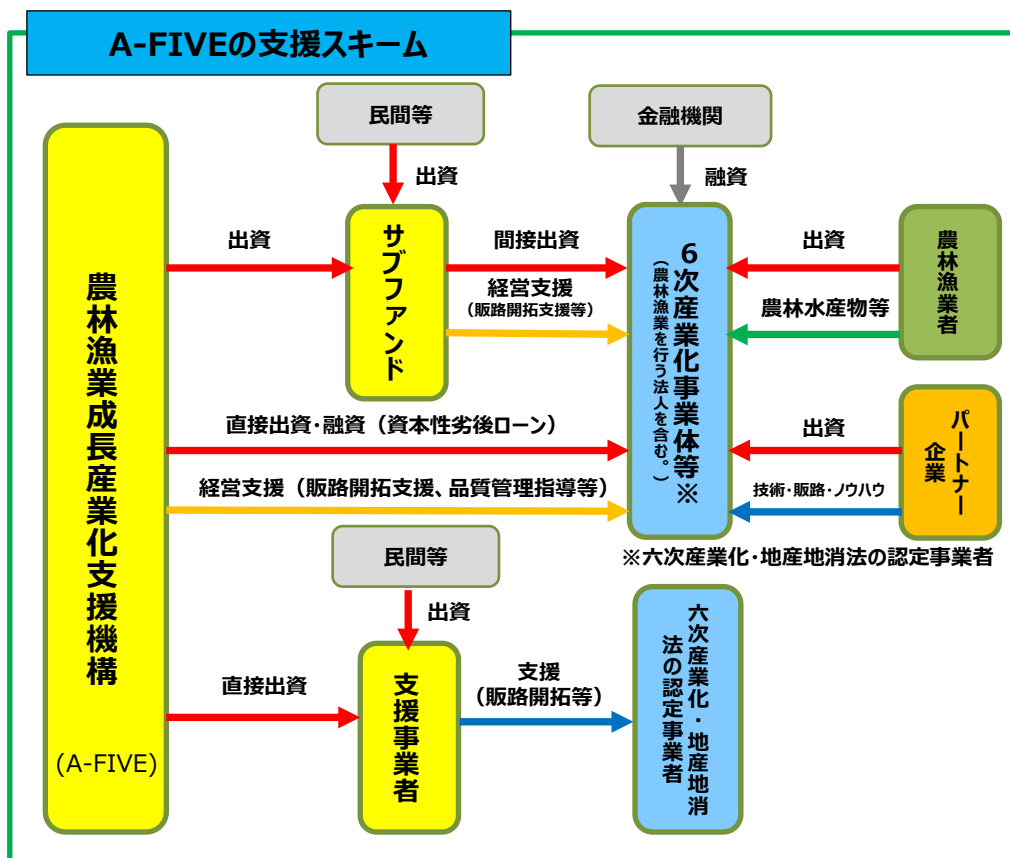 A-FIVEの支援スキーム
民間等
金融機関
出資
融資
農林漁業成長産業化支援機構
(A-FIVE)
出資
サブファンド
間接出資
経営支援
（販路開拓支援等）
６次産業化事業体等※
（農林漁業を行う法人を含む。）
出資
農林水産物等
農林漁業者
直接出資・融資（資本性劣後ローン）
経営支援（販路開拓支援、品質管理指導等）
出資
技術・販路・ノウハウ
パートナー
企業
※六次産業化・地産地消法の認定事業者
民間等
出資
直接出資
支援事業者
支援
（販路開拓等）
六次産業化・地産地消
法の認定事業者